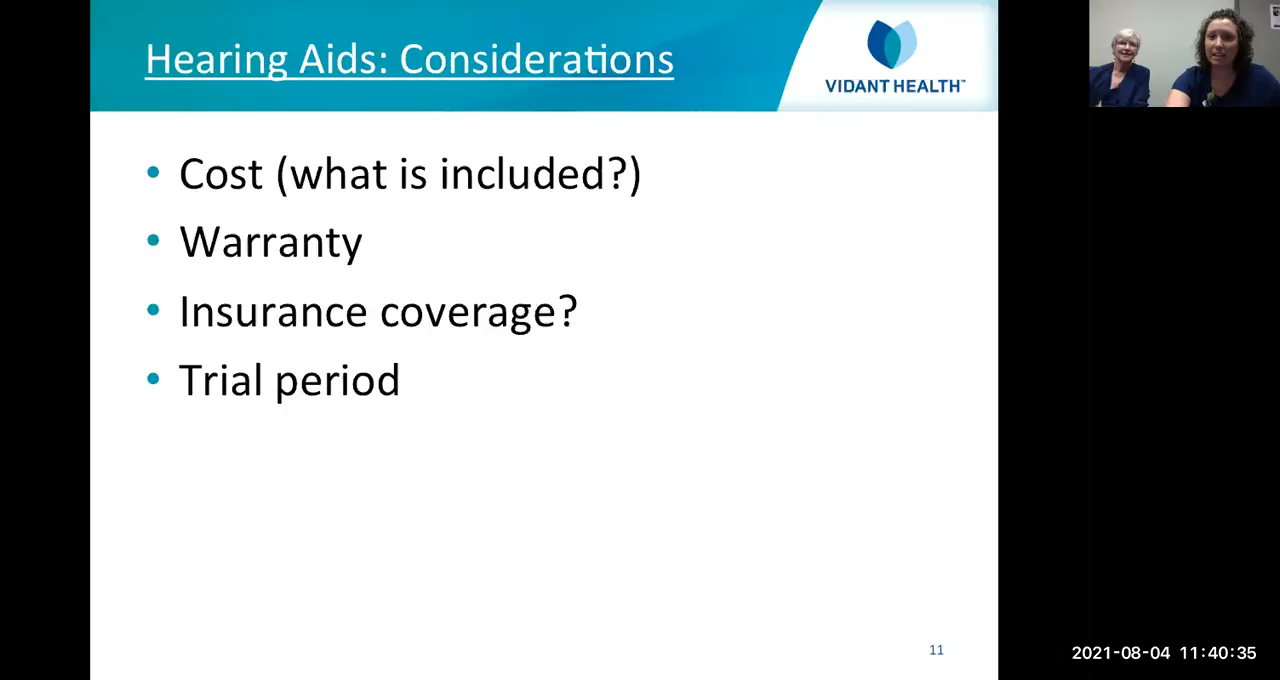 Hearing Aids: Considerations
VIDANT HEALTH™
• Cost (what is included?)
• Warranty
• Insurance coverage?
• Trial period
11
2021-08-04 11:40:35